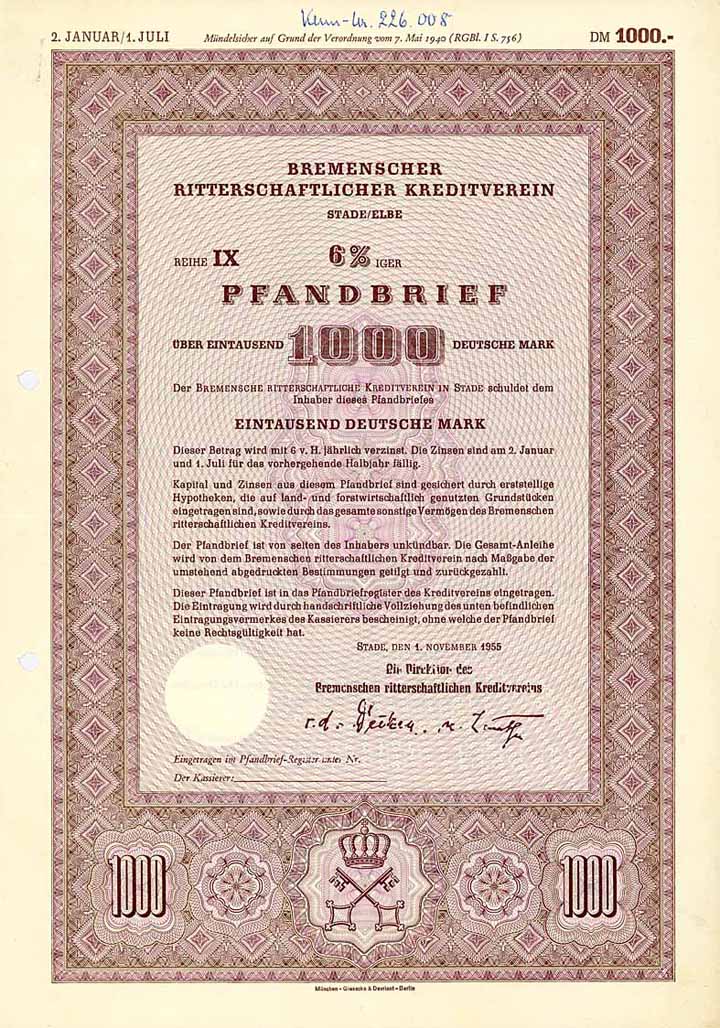 Kenn-Nr. 226.008
2. JANUAR/1. JULI Mündelsicher auf Grund der Verordnung vom 7. Mai 1940 (RGBl. I S. 756) DM 1000.-
BREMENSCHER
RITTERSCHAFTLICHER KREDITVEREIN
STADE/ELBE
REIHE IX 6% IGER
PFANDBRIEF
ÜBER EINTAUSEND 1000 DEUTSCHE MARK
Der BREMENSCHE RITTERSCHAFTLICHE KREDITVEREIN IN STADE schuldet dem
Inhaber dieses Pfandbriefes
EINTAUSEND DEUTSCHE MARK
Dieser Betrag wird mit 6 v. H. jährlich verzinst. Die Zinsen sind am 2. Januar
und 1. Juli für das vorhergehende Halbjahr fällig.
Kapital und Zinsen aus diesem Pfandbrief sind gesichert durch erststellige
Hypotheken, die auf land- und forstwirtschaftlich genutzten Grundstücken
eingetragen sind, sowie durch das gesamte sonstige Vermögen des Bremenschen
ritterschaftlichen Kreditvereins.
Der Pfandbrief ist von seiten des Inhabers unkündbar. Die Gesamt-Anleihe
wird von dem Bremenschen ritterschaftlichen Kreditverein nach Maßgabe der
umstehend abgedruckten Bestimmungen getilgt und zurückgezahlt.
Dieser Pfandbrief ist in das Pfandbriefregister des Kreditvereins eingetragen.
Die Eintragung wird durch handschriftliche Vollziehung des unten befindlichen
Eintragungsvermerkes des Kassierers bescheinigt, ohne welche der Pfandbrief
keine Rechtsgültigkeit hat.
STADE, DEN 1. NOVEMBER 1955
Die Direktion des
Bremenschen ritterschaftlichen Kreditvereins
v. d. Decken
Eingetragen im Pfandbrief-Register unter Nr.
Der Kassierer:
1000 1000
München - Giesecke & Devrient - Berlin